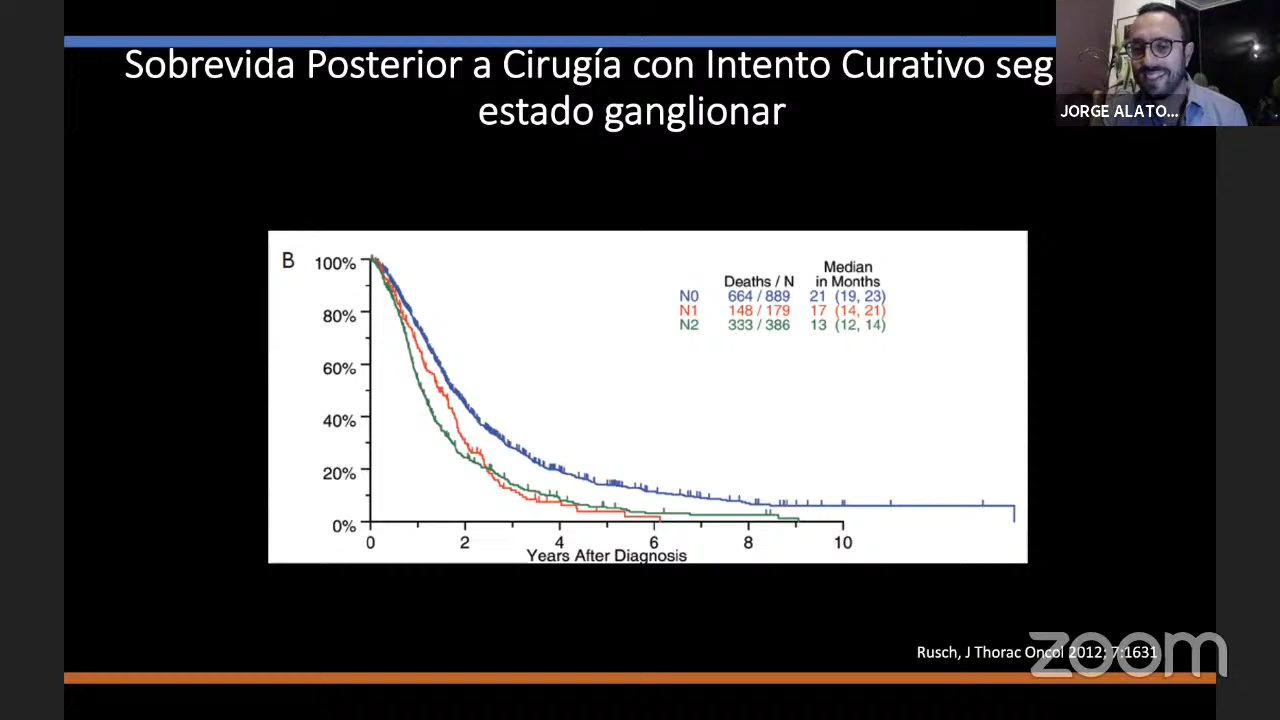 Sobrevida Posterior a Cirugía con Intento Curativo seg
estado ganglionar
JORGE ALATO...
B
Median
Deaths / N in Months
N0 664 / 889 21 (19, 23)
N1 148 / 179 17 (14, 21)
N2 333 / 386 13 (12, 14)
100%
80%
60%
40%
20%
0%
0 2 4 6 8 10
Years After Diagnosis
Rusch, J Thorac Oncol 2012; 7:1631
zoom